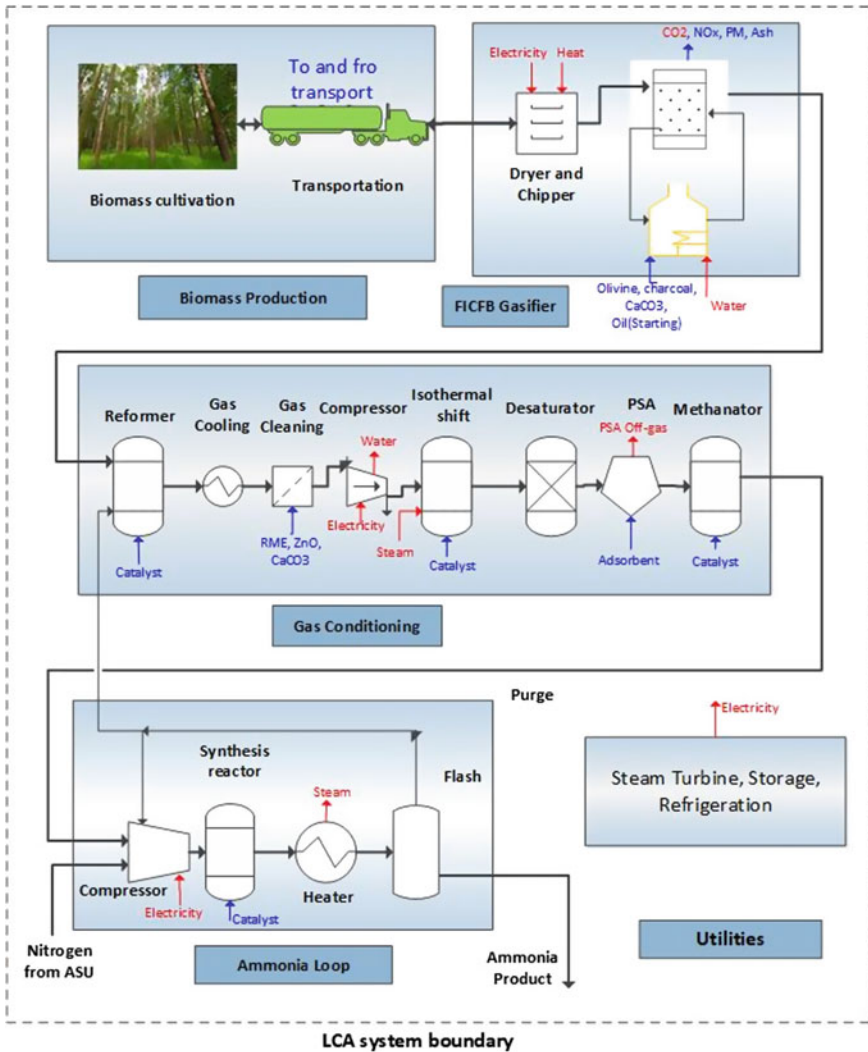 To and fro
transport
Biomass cultivation
Transportation
Biomass Production
CO2, NOx, PM, Ash
Electricity
Heat
Dryer and
Chipper
Olivine, charcoal,
CaCO3,
Oil(Starting)
Water
FICFB Gasifier
Reformer
Gas
Cooling
Gas
Cleaning
Compressor
Isothermal
shift
Desaturator
PSA
Methanator
PSA Off-gas
Water
Electricity
Steam
RME, ZnO,
CaCO3
Catalyst
Catalyst
Adsorbent
Catalyst
Gas Conditioning
Purge
Synthesis
reactor
Flash
Steam
Compressor
Heater
Electricity
Catalyst
Nitrogen
from ASU
Ammonia Loop
Ammonia
Product
Electricity
Steam Turbine, Storage,
Refrigeration
Utilities
LCA system boundary